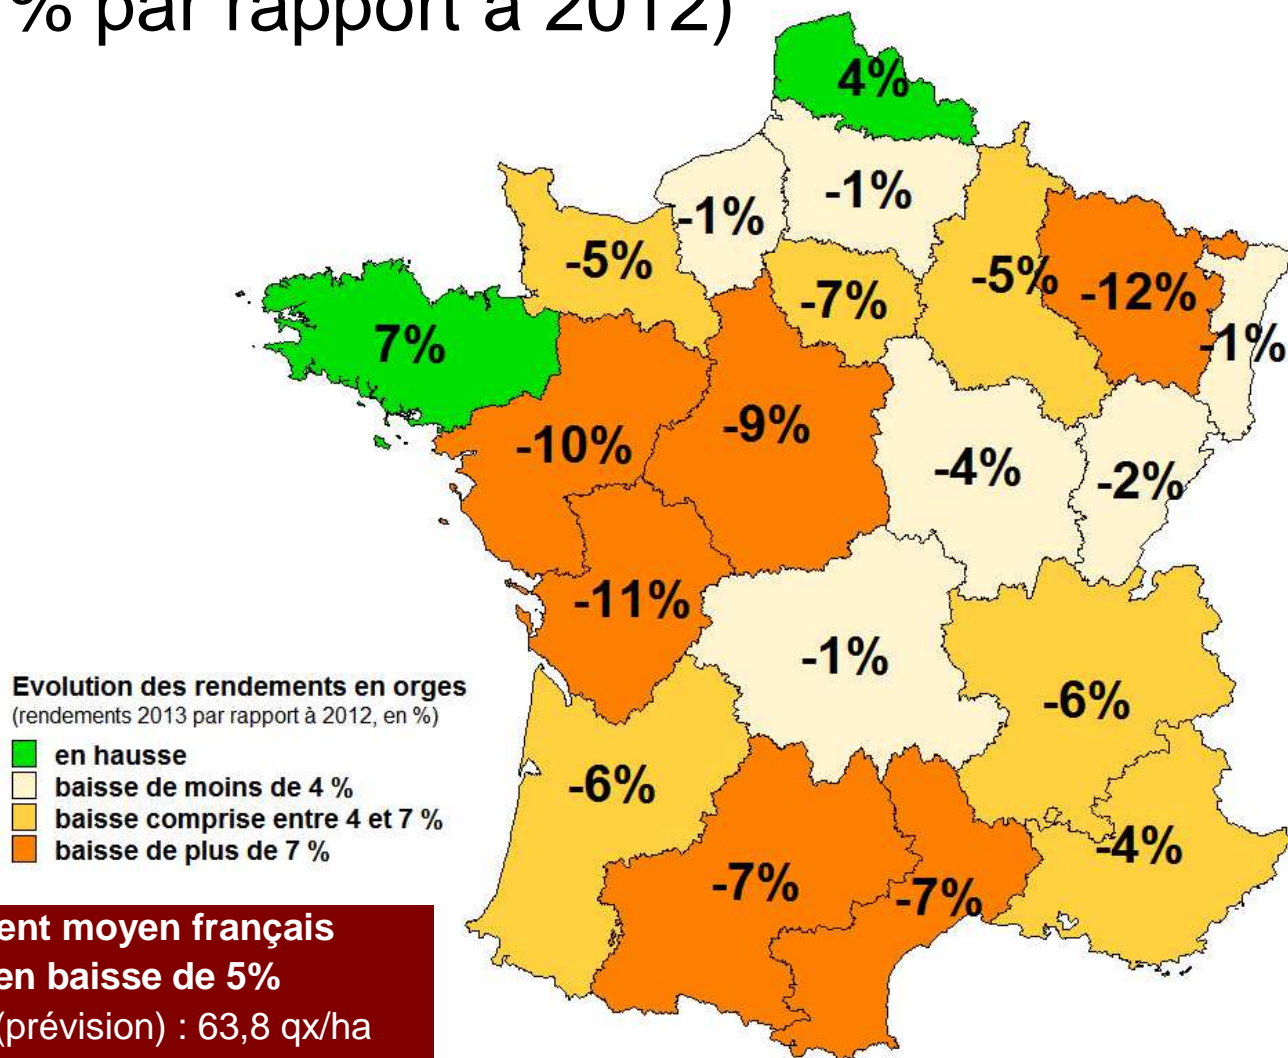 % par rapport à 2012)
4%
-1%
-1%
-5%
-7%
-5%
-12%
-1%
7%
-10%
-9%
-4%
-2%
-11%
-1%
-6%
-6%
-4%
-7%
-7%
Evolution des rendements en orges
(rendements 2013 par rapport à 2012, en %)
en hausse
baisse de moins de 4 %
baisse comprise entre 4 et 7 %
baisse de plus de 7 %
ent moyen français
en baisse de 5%
(prévision) : 63,8 qx/ha